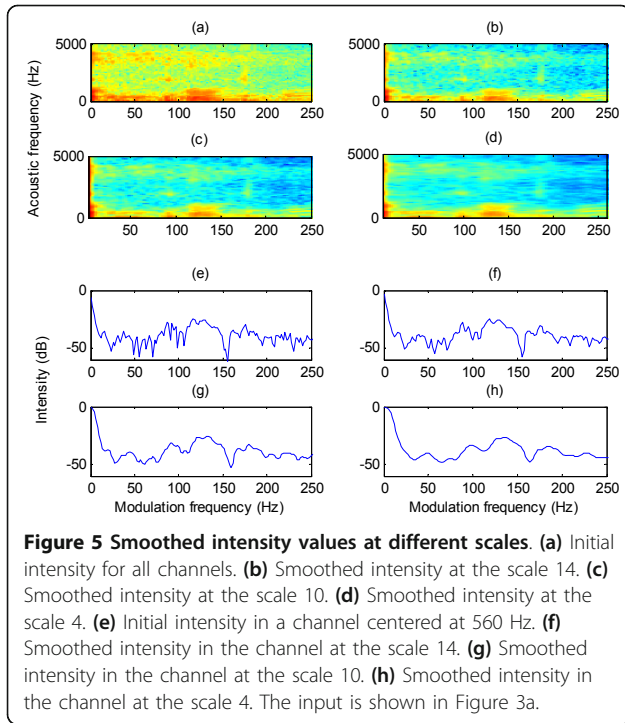 (a) (b)
5000 5000
0 0
0 50 100 150 200 250 0 50 100 150 200 250
Acoustic frequency (Hz)
(c) (d)
5000 5000
0 0
50 100 150 200 250 50 100 150 200 250
(e) (f)
0 0
-50 -50
0 50 100 150 200 250 0 50 100 150 200 250
Intensity (dB)
(g) (h)
0 0
-50 -50
0 50 100 150 200 250 0 50 100 150 200 250
Modulation frequency (Hz) Modulation frequency (Hz)
Figure 5 Smoothed intensity values at different scales. (a) Initial
intensity for all channels. (b) Smoothed intensity at the scale 14. (c)
Smoothed intensity at the scale 10. (d) Smoothed intensity at the
scale 4. (e) Initial intensity in a channel centered at 560 Hz. (f)
Smoothed intensity in the channel at the scale 14. (g) Smoothed
intensity in the channel at the scale 10. (h) Smoothed intensity in
the channel at the scale 4. The input is shown in Figure 3a.